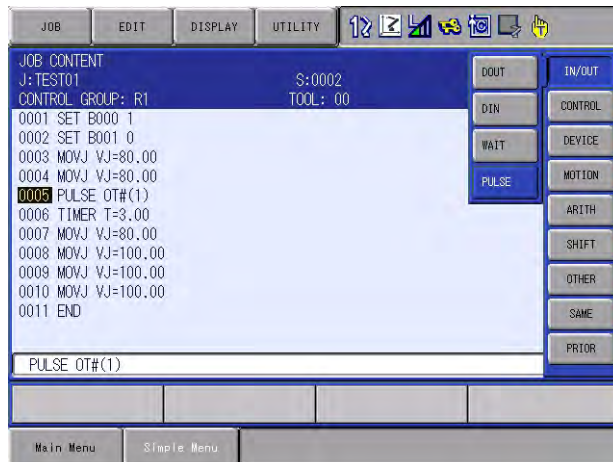 JOB EDIT DISPLAY UTILITY
JOB CONTENT
J:TEST01 S:0002
CONTROL GROUP: R1 TOOL: 00
0001 SET B000 1
0002 SET B001 0
0003 MOVJ VJ=80.00
0004 MOVJ VJ=80.00
0005 PULSE OT#(1)
0006 TIMER T=3.00
0007 MOVJ VJ=80.00
0008 MOVJ VJ=100.00
0009 MOVJ VJ=100.00
0010 MOVJ VJ=100.00
0011 END
DOUT
DIN
WAIT
PULSE
IN/OUT
CONTROL
DEVICE
MOTION
ARITH
SHIFT
OTHER
SAME
PRIOR
PULSE OT#(1)
Main Menu Simple Menu